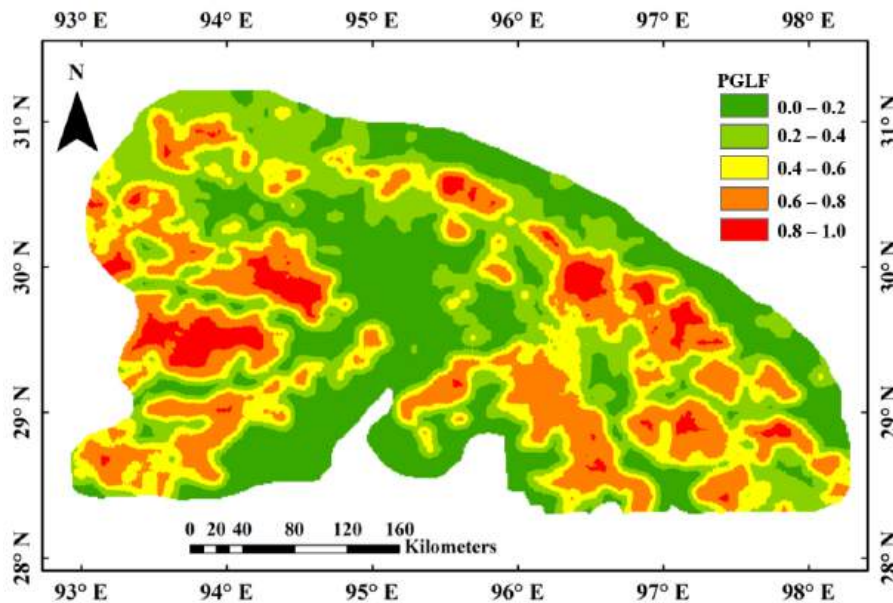 93° E 94° E 95° E 96° E 97° E 98° E
N
PGLF
0.0 – 0.2
0.2 – 0.4
0.4 – 0.6
0.6 – 0.8
0.8 – 1.0
31° N 31° N
30° N 30° N
29° N 29° N
28° N 28° N
0 20 40 80 120 160
Kilometers
93° E 94° E 95° E 96° E 97° E 98° E